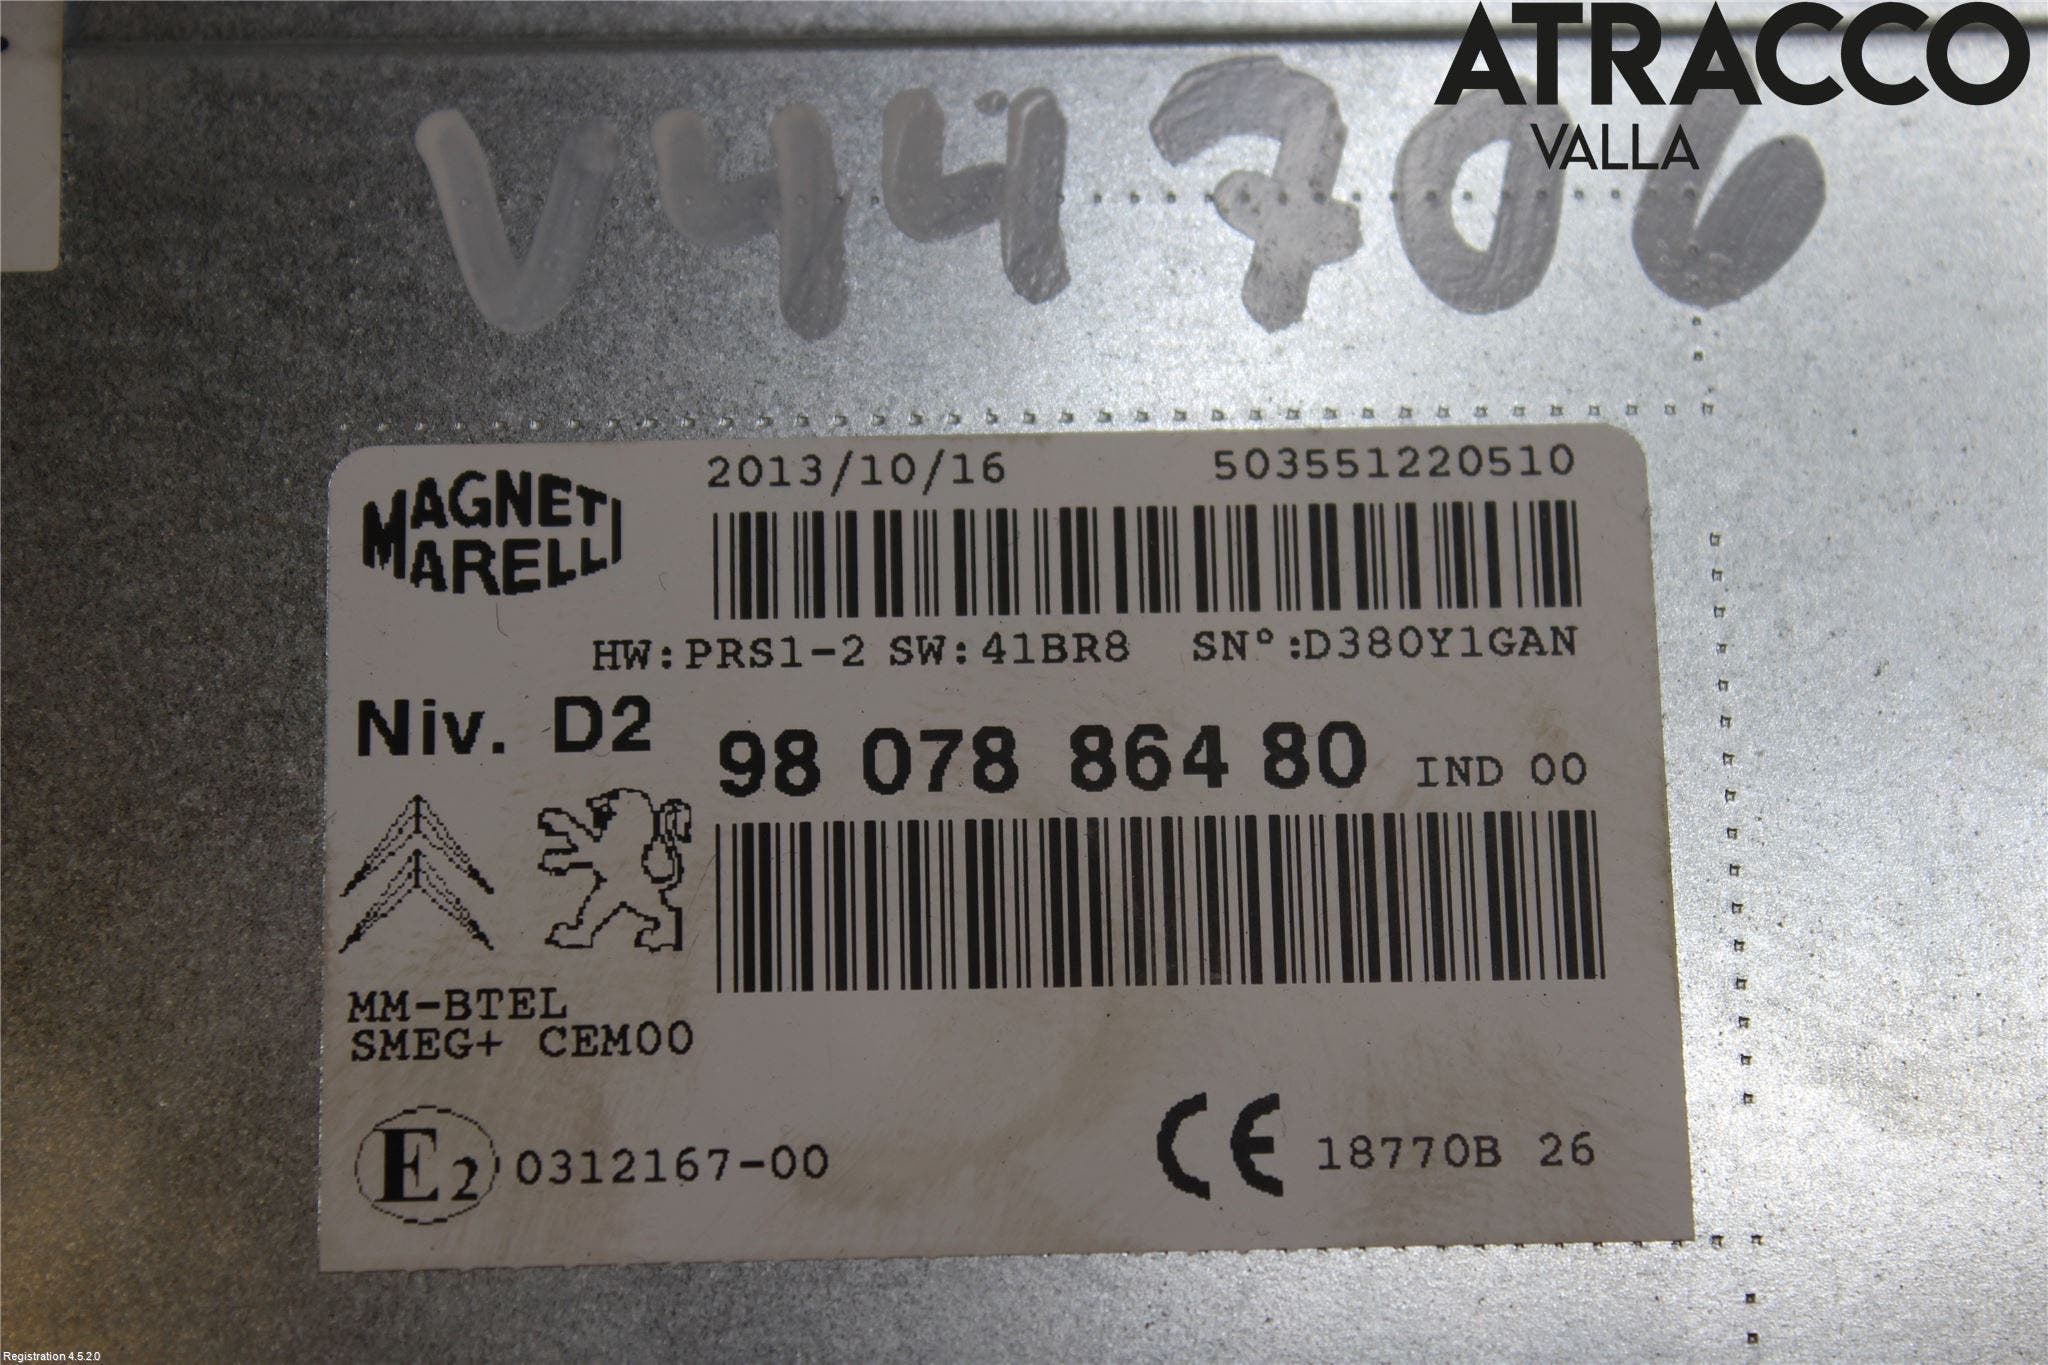 ATRACCO
VALLA
V44706
MAGNETI
MARELLI
2013/10/16 503551220510
HW:PRS1-2 SW:41BR8 SN°:D380Y1GAN
Niv. D2
98 078 864 80 IND 00
MM-BTEL
SMEG+ CEM00
E2 0312167-00
CE 18770B 26
Registration 4.5.2.0